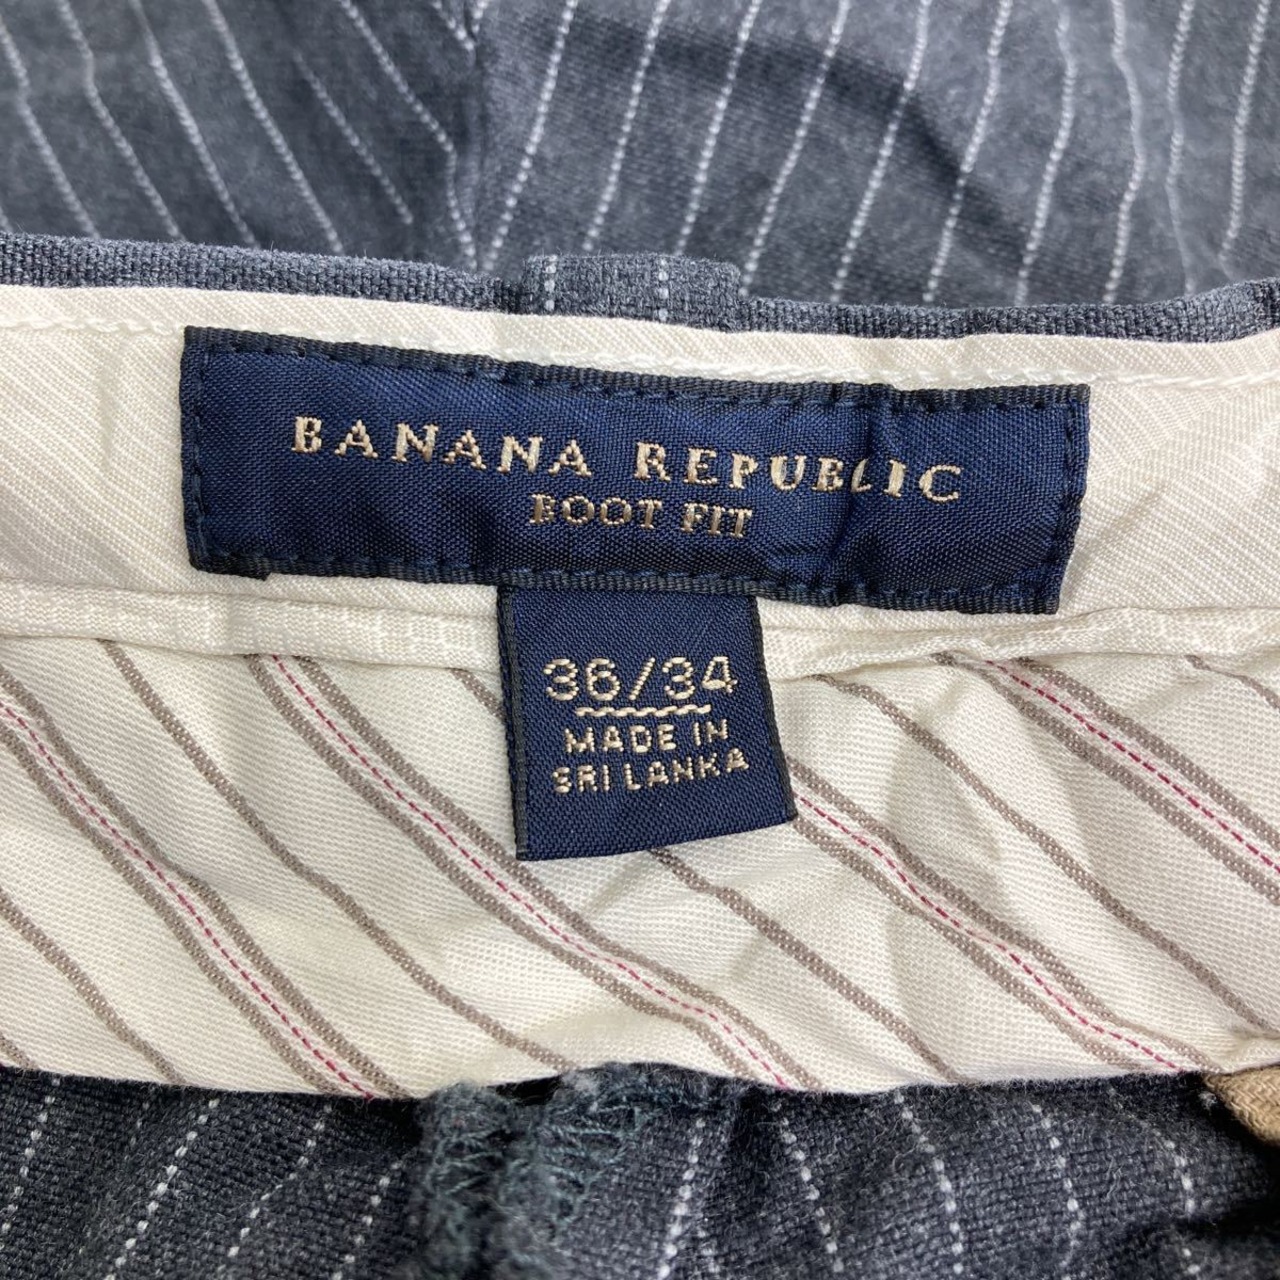 BANANA REPUBLIC
BOOT FIT
36/34
MADE IN
SRI LANKA